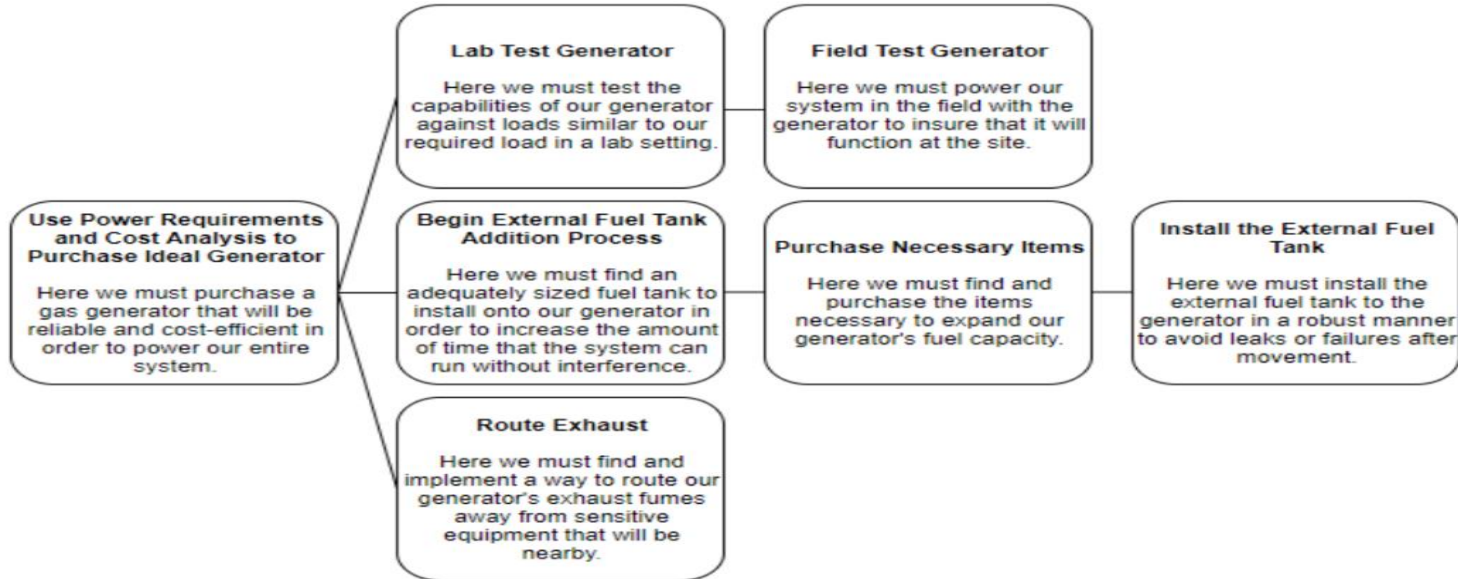 Use Power Requirements
and Cost Analysis to
Purchase Ideal Generator
Here we must purchase a
gas generator that will be
reliable and cost-efficient in
order to power our entire
system.
Lab Test Generator
Here we must test the
capabilities of our generator
against loads similar to our
required load in a lab setting.
Field Test Generator
Here we must power our
system in the field with the
generator to insure that it will
function at the site.
Begin External Fuel Tank
Addition Process
Here we must find an
adequately sized fuel tank to
install onto our generator in
order to increase the amount
of time that the system can
run without interference.
Purchase Necessary Items
Here we must find and
purchase the items
necessary to expand our
generator's fuel capacity.
Install the External Fuel
Tank
Here we must install the
external fuel tank to the
generator in a robust manner
to avoid leaks or failures after
movement.
Route Exhaust
Here we must find and
implement a way to route our
generator's exhaust fumes
away from sensitive
equipment that will be
nearby.